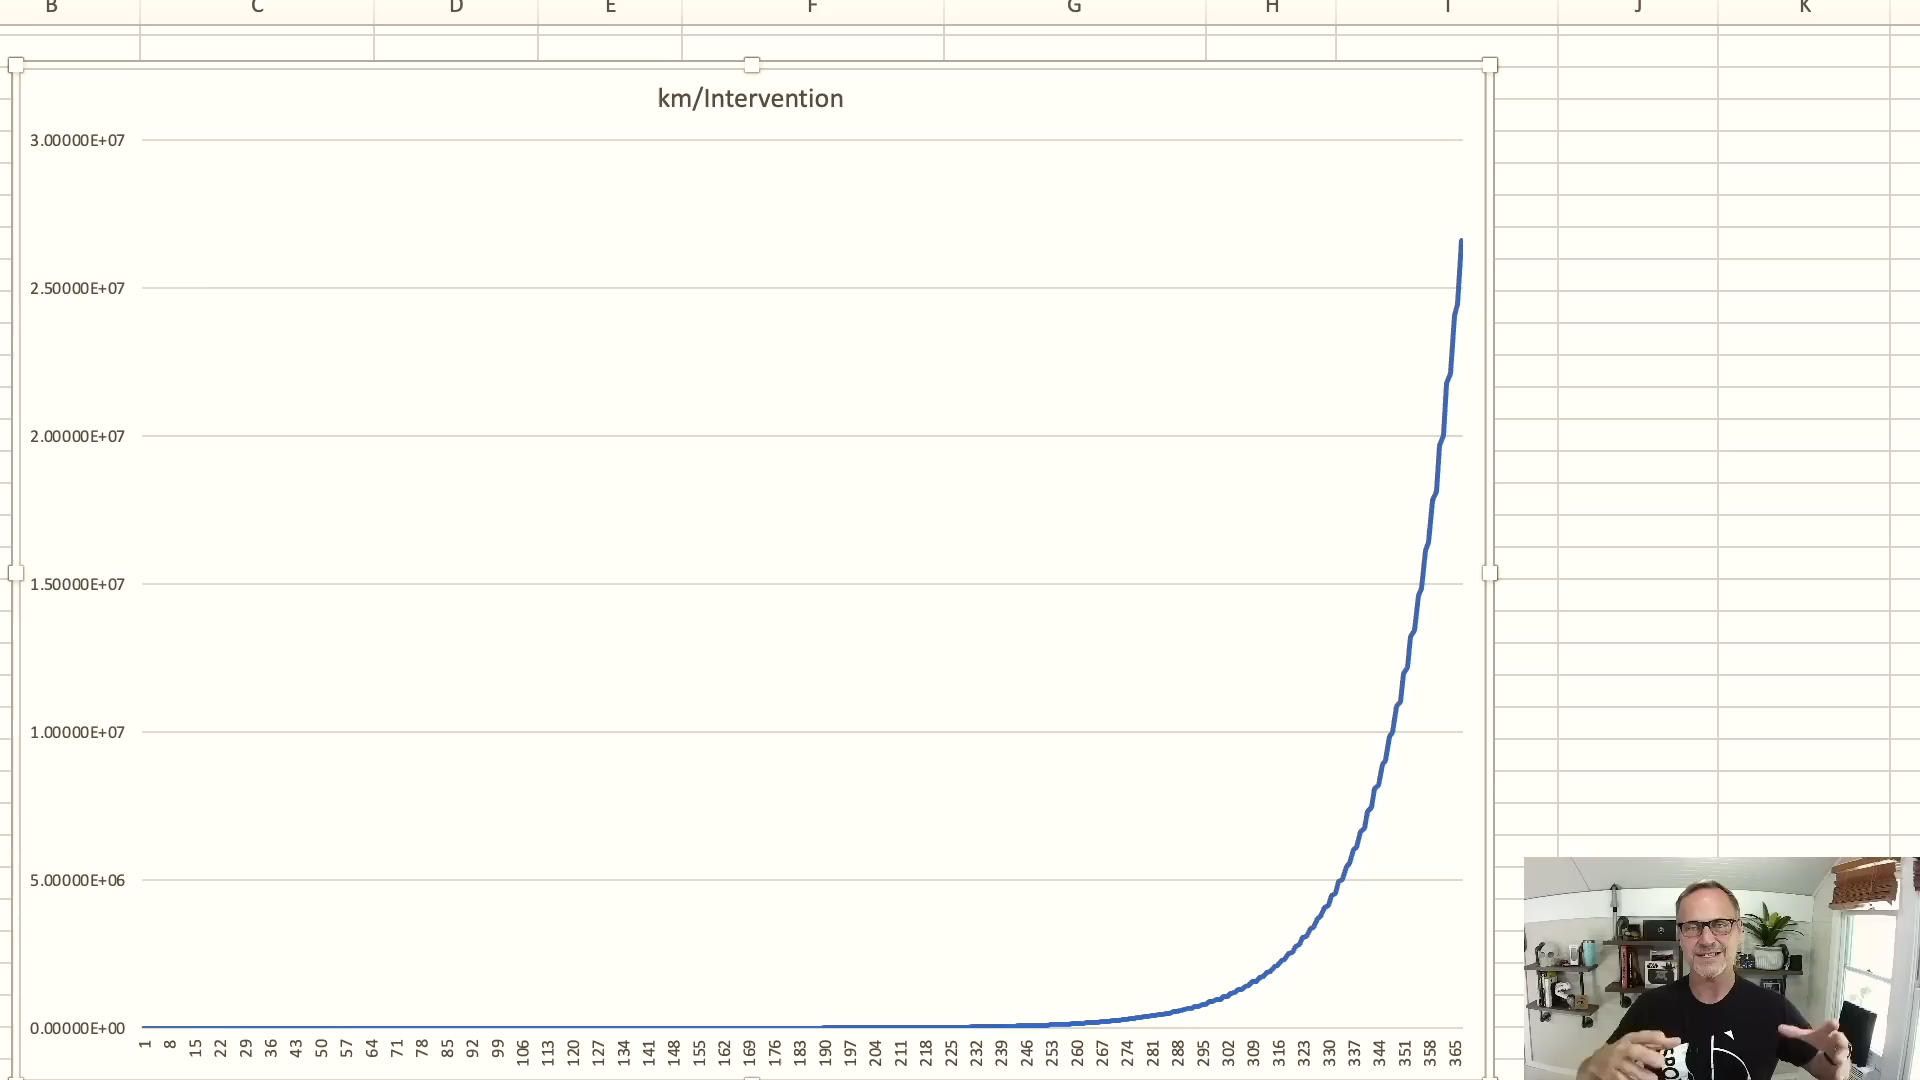 B C D E F G H I J K
km/Intervention
3.00000E+07
2.50000E+07
2.00000E+07
1.50000E+07
1.00000E+07
5.00000E+06
0.00000E+00
1 8 15 22 29 36 43 50 57 64 71 78 85 92 99 106 113 120 127 134 141 148 155 162 169 176 183 190 197 204 211 218 225 232 239 246 253 260 267 274 281 288 295 302 309 316 323 330 337 344 351 358 365